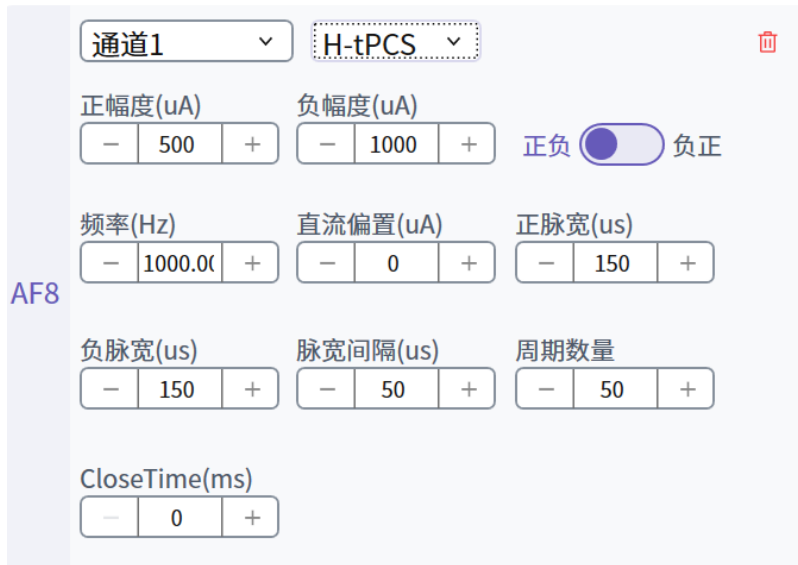 通道1
H-tPCS
正幅度(uA)
负幅度(uA)
500
1000
正负
负正
频率(Hz)
直流偏置(uA)
正脉宽(us)
1000.00
0
150
AF8
负脉宽(us)
脉宽间隔(us)
周期数量
150
50
50
CloseTime(ms)
0